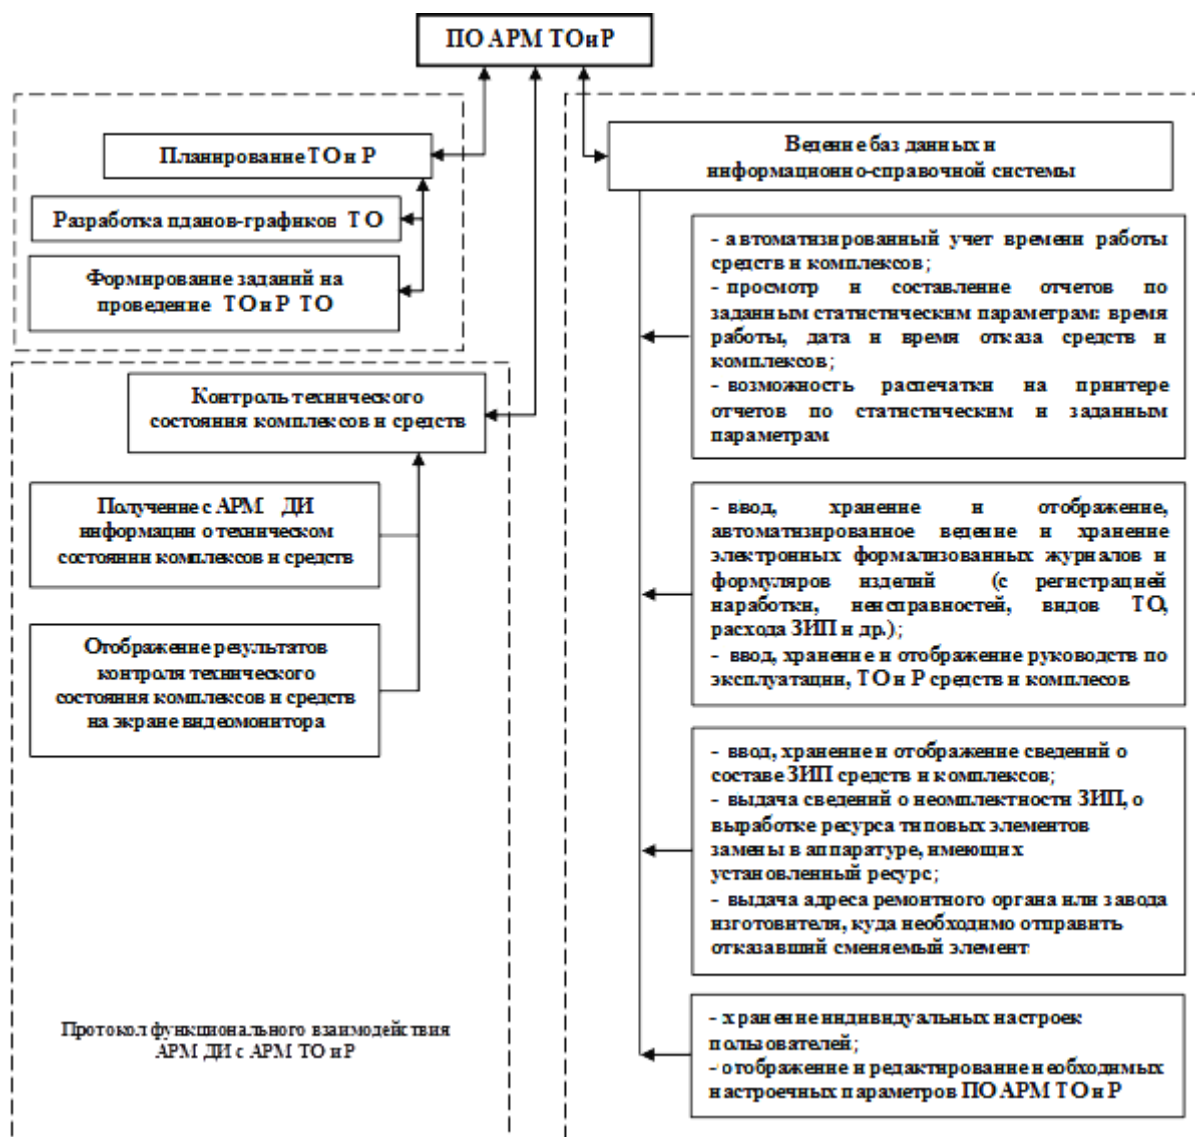 ПО АРМ ТО и Р
Планирование ТО и Р
Разработка пданов-графиков ТО
Формирование заданий на
проведение ТО и Р ТО
Контроль технического
состояния комплексов и средств
Получение с АРМ ДИ
информации о техническом
состоянии комплексов и средств
Отображение результатов
контроля технического
состояния комплексов и средств
на экране видеомонитора
Протокол функционального взаимодействия
АРМ ДИ с АРМ ТО и Р
Ведение баз данных и
информационно-справочной системы
- автоматизированный учет времени работы
средств и комплексов;
- просмотр и составление отчетов по
заданным статистическим параметрам: время
работы, дата и время отказа средств и
комплексов;
- возможность распечатки на принтере
отчетов по статистическим и заданным
параметрам
- ввод, хранение и отображение,
автоматизированное ведение и хранение
электронных формализованных журналов и
формуляров изделий (с регистрацией
наработки, неисправностей, видов ТО,
расхода ЗИП и др.);
- ввод, хранение и отображение руководств по
эксплуатации, ТО и Р средств и комплесов
- ввод, хранение и отображение сведений о
составе ЗИП средств и комплексов;
- выдача сведений о неомплектности ЗИП, о
выработке ресурса типовых элементов
замены в аппаратуре, имеющих
установленный ресурс;
- выдача адреса ремонтного органа или завода
изготовителя, куда необходимо отправить
отказавший сменяемый элемент
- хранение индивидуальных настроек
пользователей;
- отображение и редактирование необходимых
настроечных параметров ПО АРМ ТО и Р